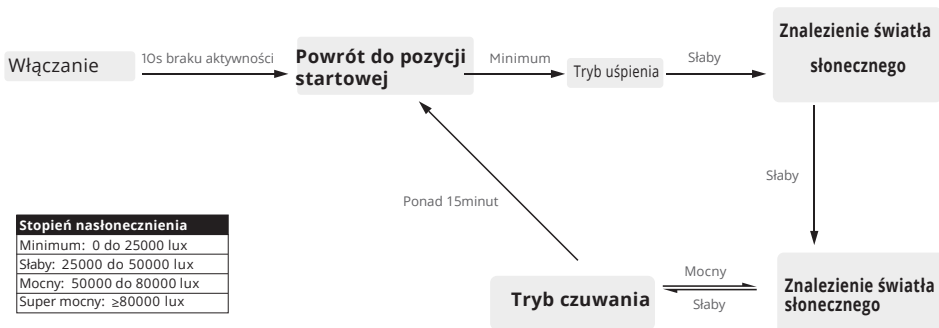 Włączanie
10s braku aktywności
Powrót do pozycji
startowej
Minimum
Tryb uśpienia
Słaby
Znalezienie światła
słonecznego
Słaby
Ponad 15minut
Stopień nasłonecznienia
Minimum: 0 do 25000 lux
Słaby: 25000 do 50000 lux
Mocny: 50000 do 80000 lux
Super mocny: ≥80000 lux
Tryb czuwania
Mocny
Słaby
Znalezienie światła
słonecznego